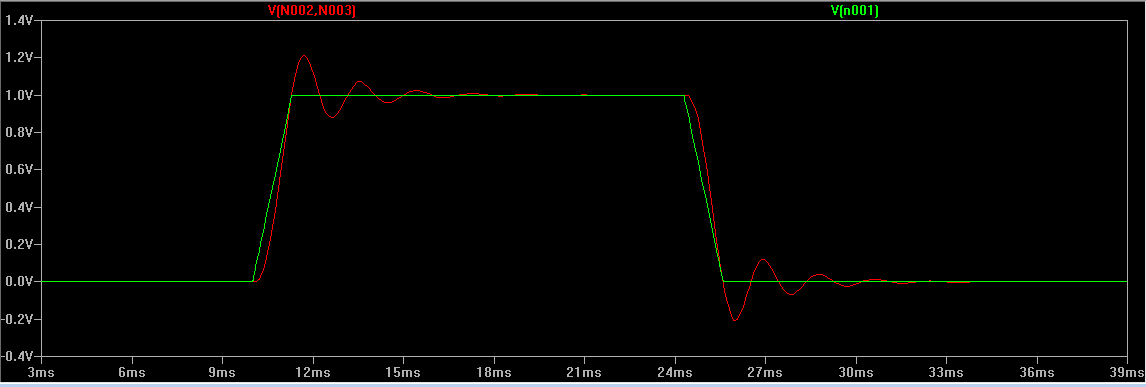 V(N002,N003) V(n001)
1.4V
1.2V
1.0V
0.8V
0.6V
0.4V
0.2V
0.0V
-0.2V
-0.4V
3ms 6ms 9ms 12ms 15ms 18ms 21ms 24ms 27ms 30ms 33ms 36ms 39ms